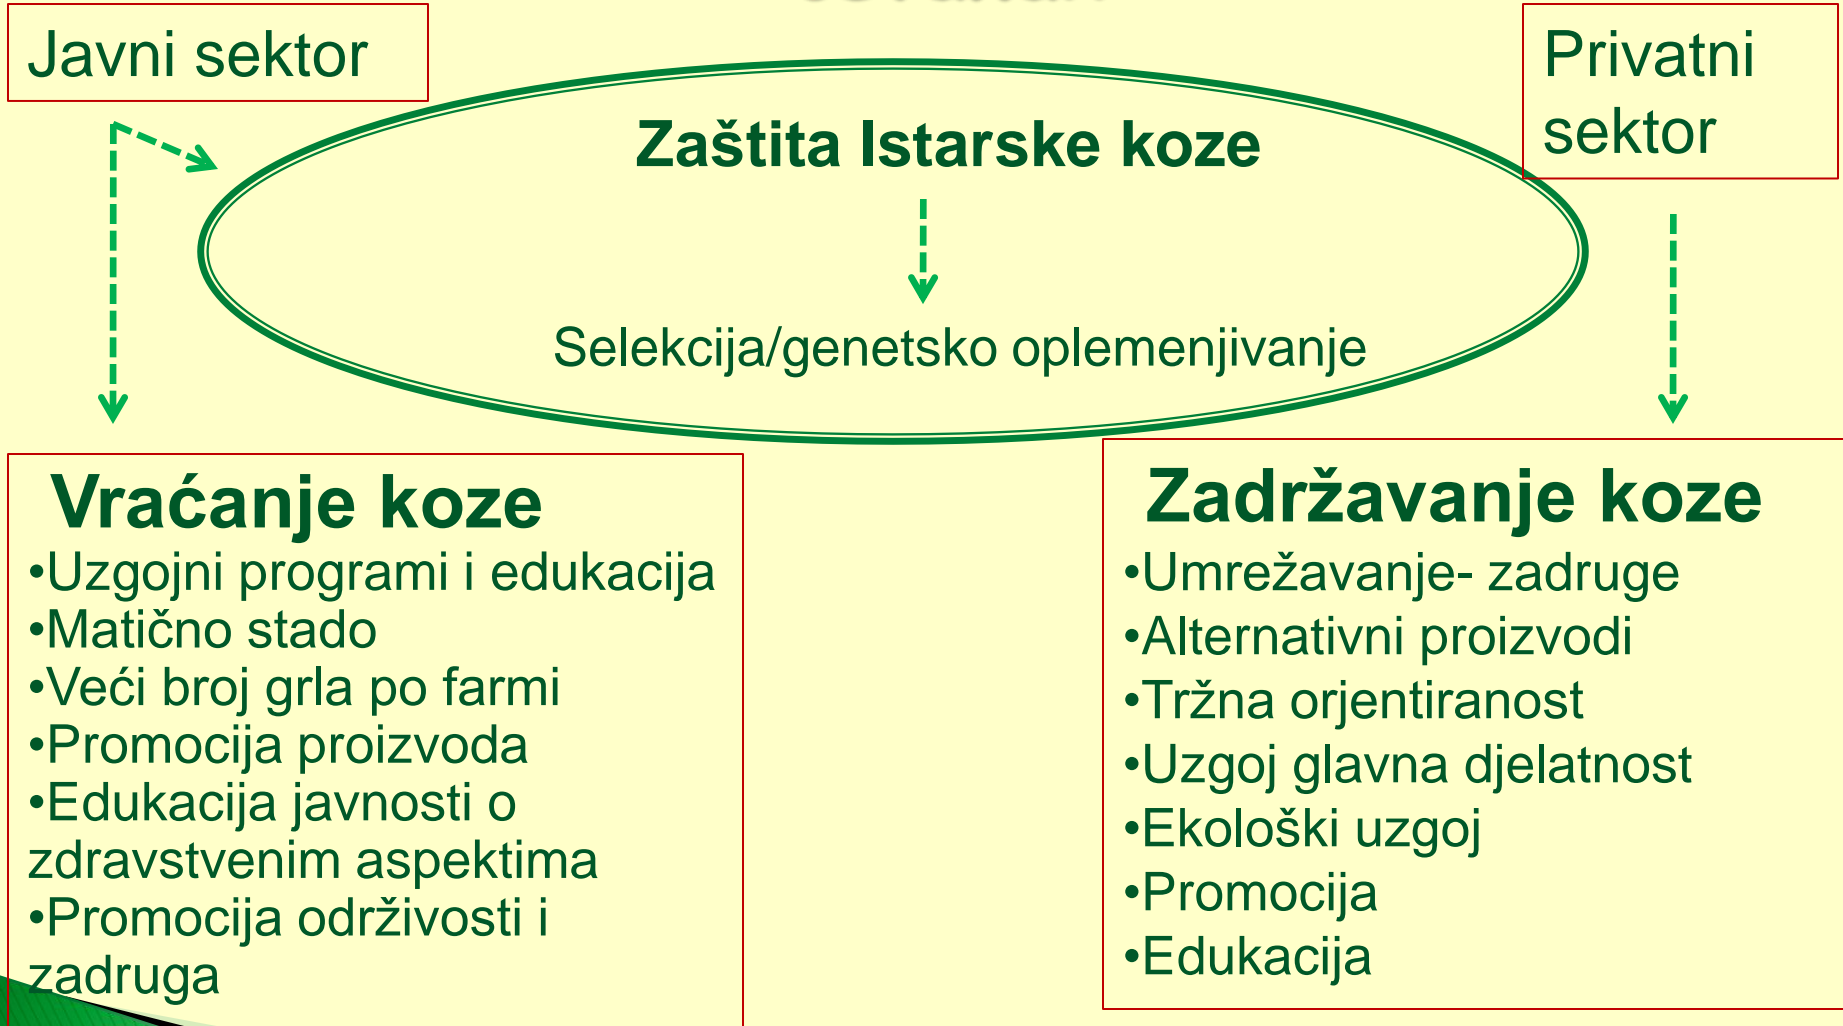 Javni sektor
Privatni
sektor
Zaštita Istarske koze
Selekcija/genetsko oplemenjivanje
Vraćanje koze
•Uzgojni programi i edukacija
•Matično stado
•Veći broj grla po farmi
•Promocija proizvoda
•Edukacija javnosti o
zdravstvenim aspektima
•Promocija održivosti i
zadruga
Zadržavanje koze
•Umrežavanje- zadruge
•Alternativni proizvodi
•Tržna orjentiranost
•Uzgoj glavna djelatnost
•Ekološki uzgoj
•Promocija
•Edukacija